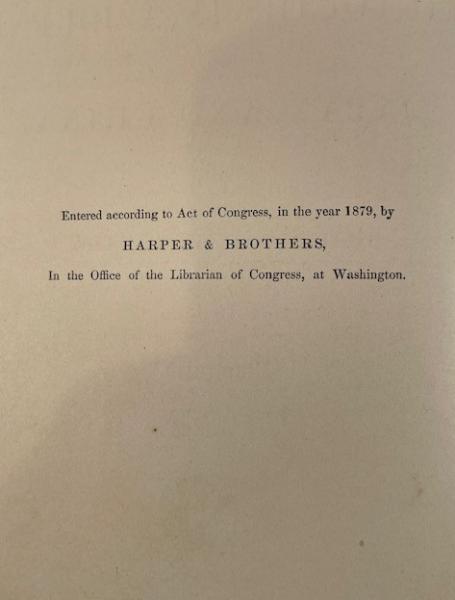 Entered according to Act of Congress, in the year 1879, by
HARPER & BROTHERS,
In the Office of the Librarian of Congress, at Washington.